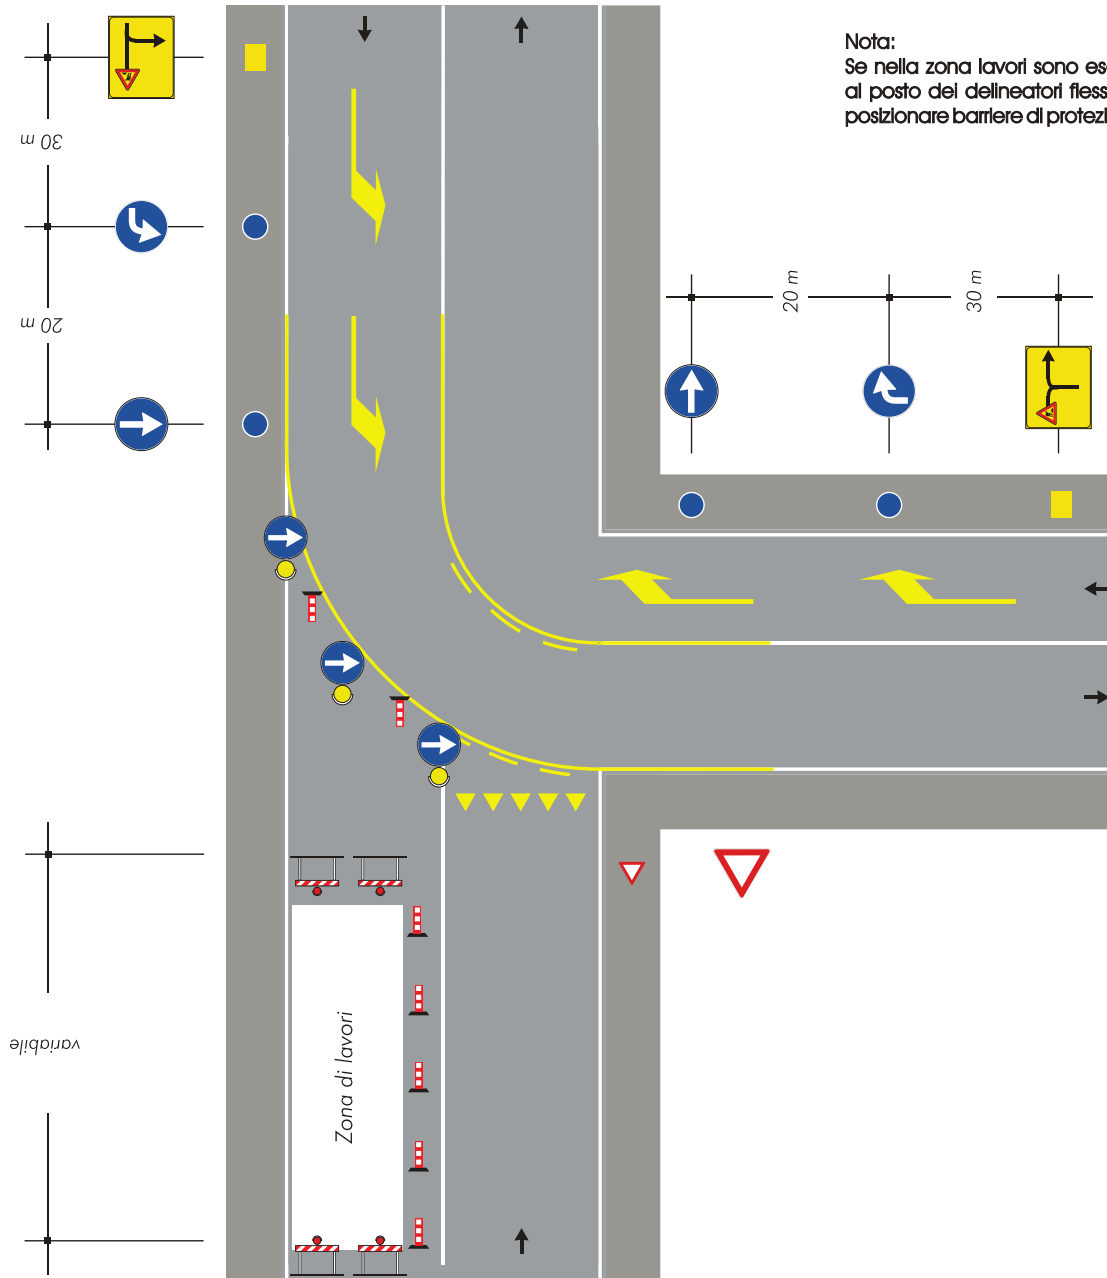 Nota:
Se nella zona lavori sono es
al posto dei delineatori fless
posizionare barriere di protezi
30 m
20 m
20 m
30 m
variabile
Zona di lavori